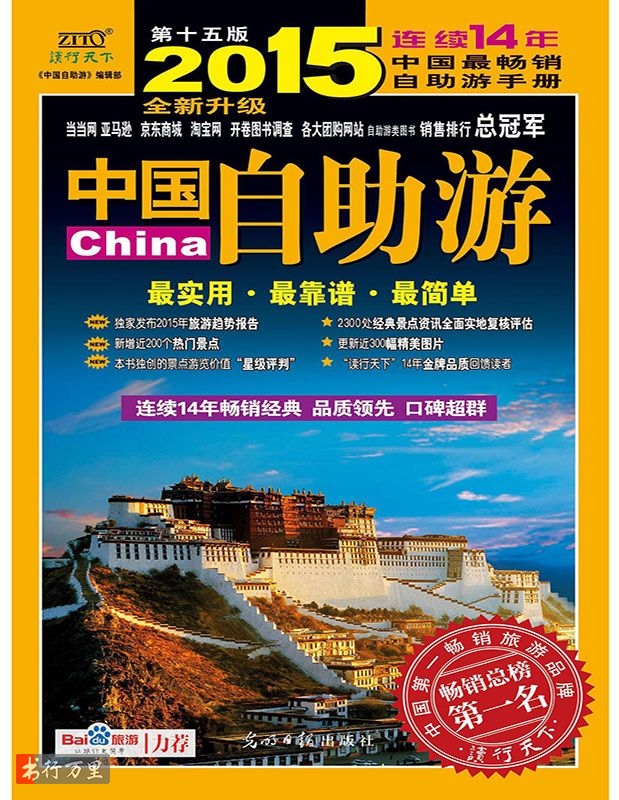 ZITO®
读行天下
《中国自助游》编辑部
第十五版
2015
全新升级
连续14年
中国最畅销
自助游手册
当当网 亚马逊 京东商城 淘宝网 开卷图书调查 各大团购网站 自助游类图书 销售排行 总冠军
中国
China
自助游
最实用·最靠谱·最简单
NEW 独家发布2015年旅游趋势报告
NEW 新增近200个热门景点
NEW 本书独创的景点游览价值“星级评判”
2300处经典景点资讯全面实地复核评估
更新近300幅精美图片
“读行天下”14年金牌品质回馈读者
连续14年畅销经典 品质领先 口碑超群
中国第一畅销旅游品牌
畅销总榜
第一名
·读行天下·
Bai du 旅游
让旅行更简单
力荐
光明日报出版社
书行万里